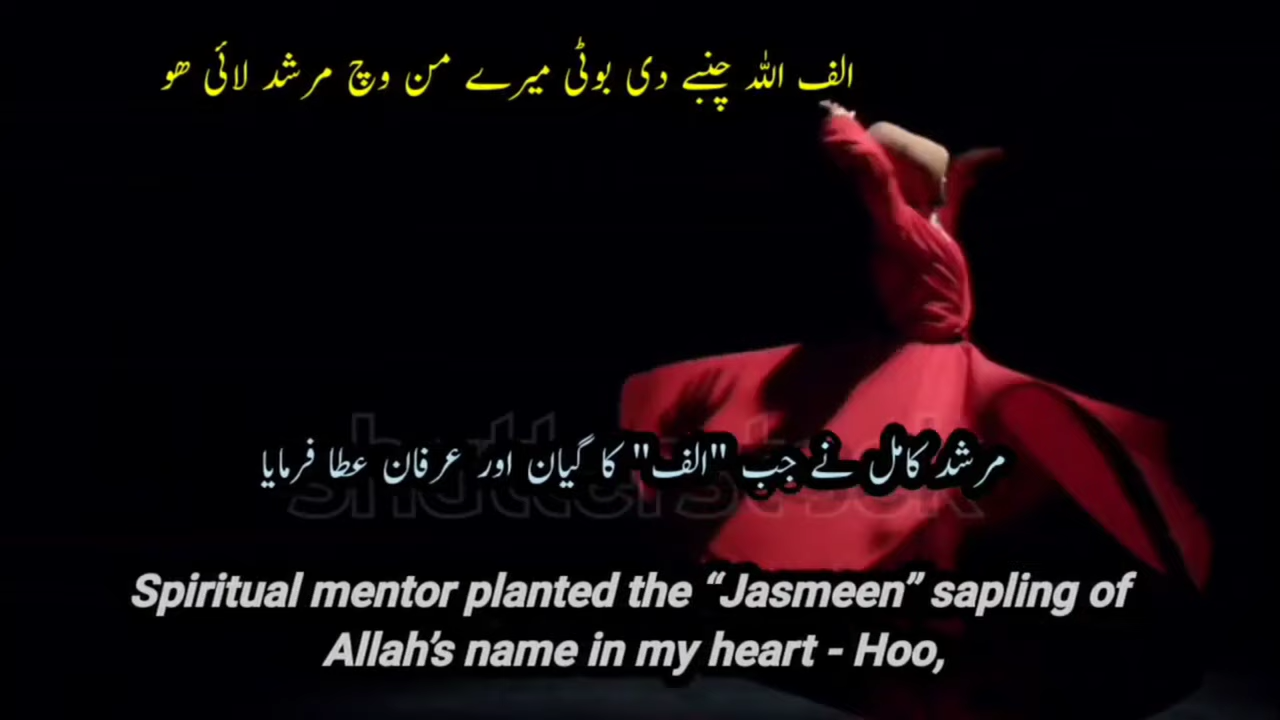 الف اللہ چنبے دی بوٹی میرے من وچ مرشد لائی ھو
مرشد کامل نے جب "الف" کا گیان اور عرفان عطا فرمایا
shutterstock
Spiritual mentor planted the “Jasmeen” sapling of
Allah’s name in my heart - Hoo,